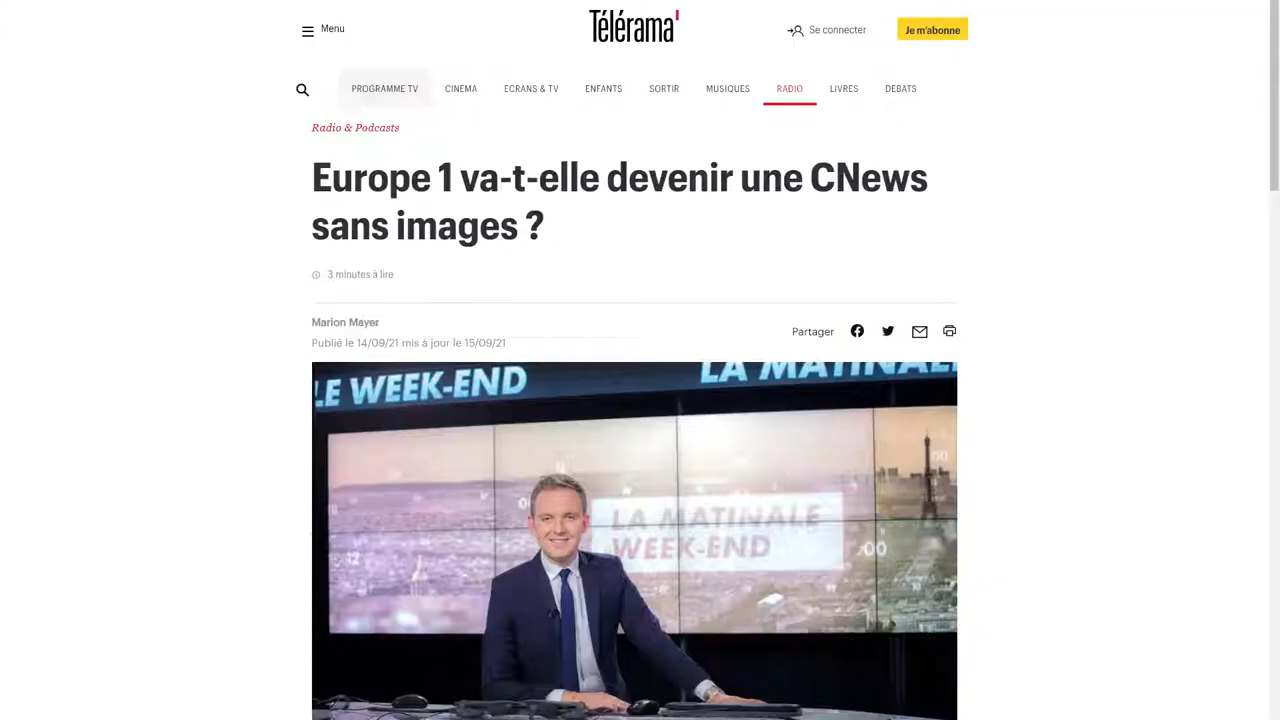 Menu
Télérama'
Se connecter
Je m'abonne
PROGRAMME TV
CINEMA
ECRANS & TV
ENFANTS
SORTIR
MUSIQUES
RADIO
LIVRES
DEBATS
Radio & Podcasts
Europe 1 va-t-elle devenir une CNews
sans images ?
3 minutes à lire
Marion Mayer
Publié le 14/09/21 mis à jour le 15/09/21
Partager
LE WEEK-END
LA MATINALE
LA MATINALE
WEEK-END